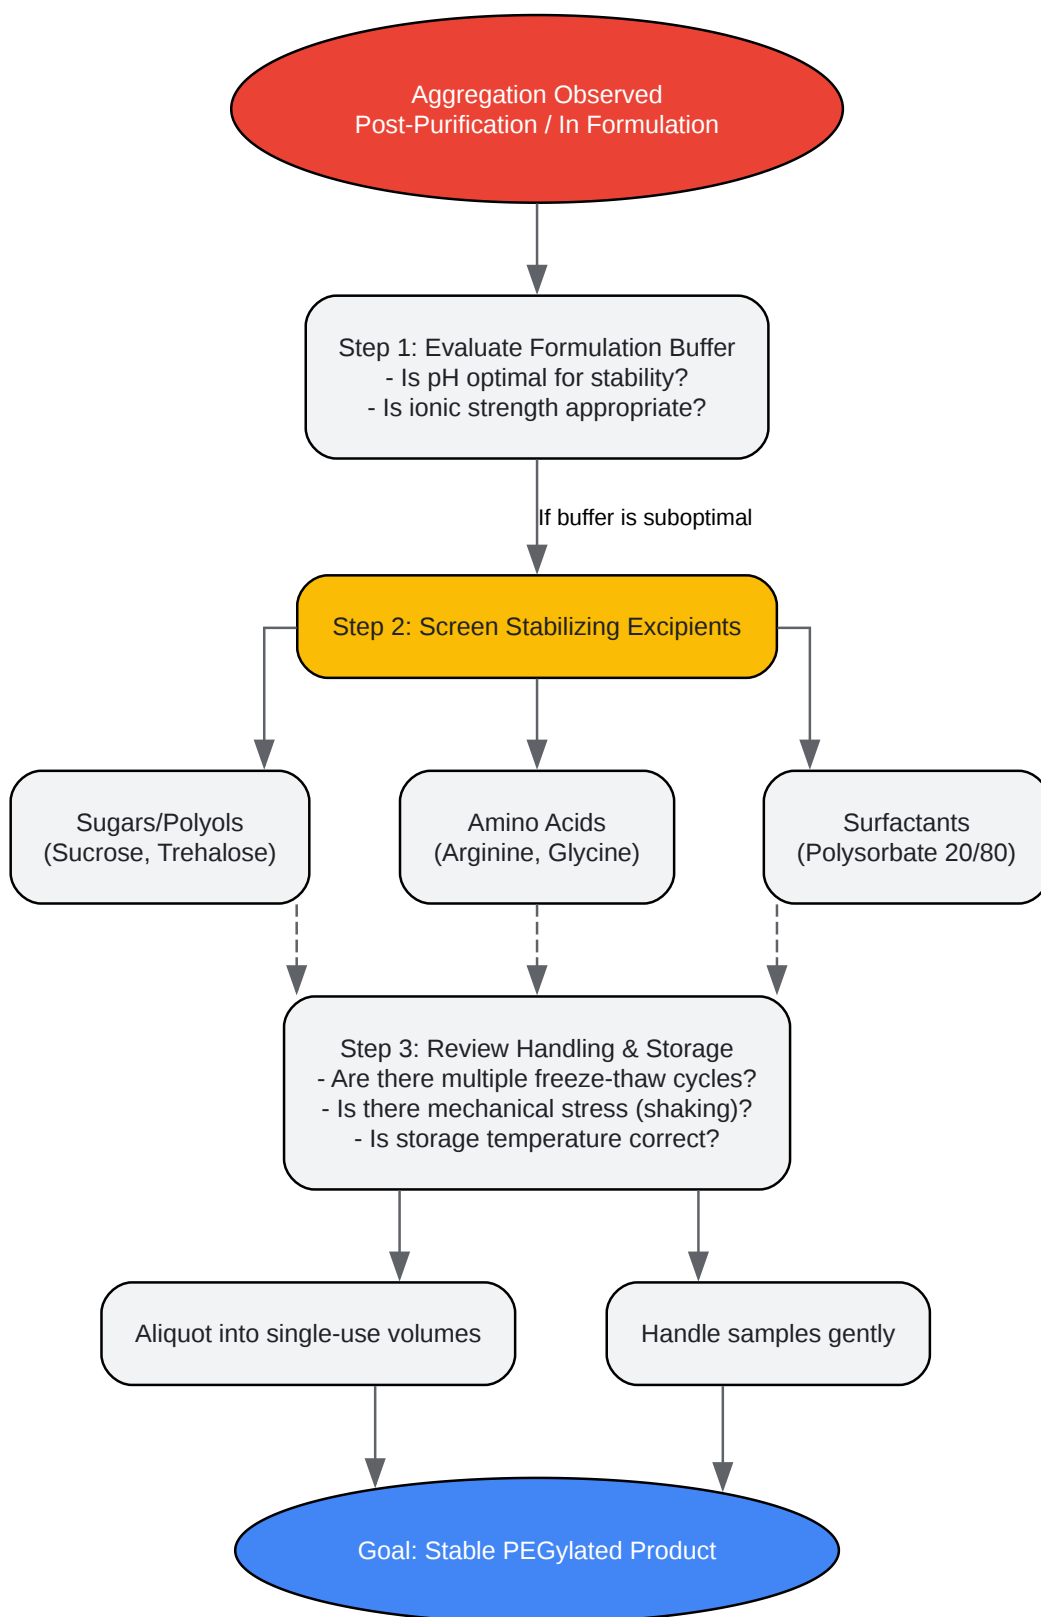 Aggregation Observed
Post-Purification / In Formulation
Step 1: Evaluate Formulation Buffer
- Is pH optimal for stability?
- Is ionic strength appropriate?
If buffer is suboptimal
Step 2: Screen Stabilizing Excipients
Sugars/Polyols
(Sucrose, Trehalose)
Amino Acids
(Arginine, Glycine)
Surfactants
(Polysorbate 20/80)
Step 3: Review Handling & Storage
- Are there multiple freeze-thaw cycles?
- Is there mechanical stress (shaking)?
- Is storage temperature correct?
Aliquot into single-use volumes
Handle samples gently
Goal: Stable PEGylated Product